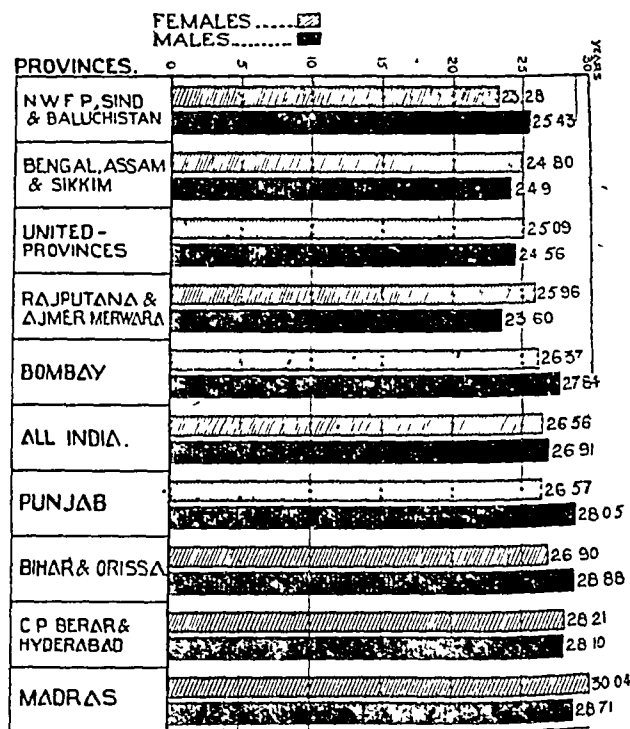 FEMALES
MALES
PROVINCES. 0 5 10 15 20 25 30 YEARS
N W F P, SIND 23.28
& BALUCHISTAN 25.43
BENGAL, ASSAM 24.80
& SIKKIM 24.9
UNITED- 25.09
PROVINCES 24.56
RAJPUTANA & 25.96
AJMER MERWARA 23.60
BOMBAY 26.37
27.64
ALL INDIA. 26.56
26.91
PUNJAB 26.57
28.05
BIHAR & ORISSA 26.90
28.88
C P BERAR & 28.21
HYDERABAD 28.10
MADRAS 30.04
28.71